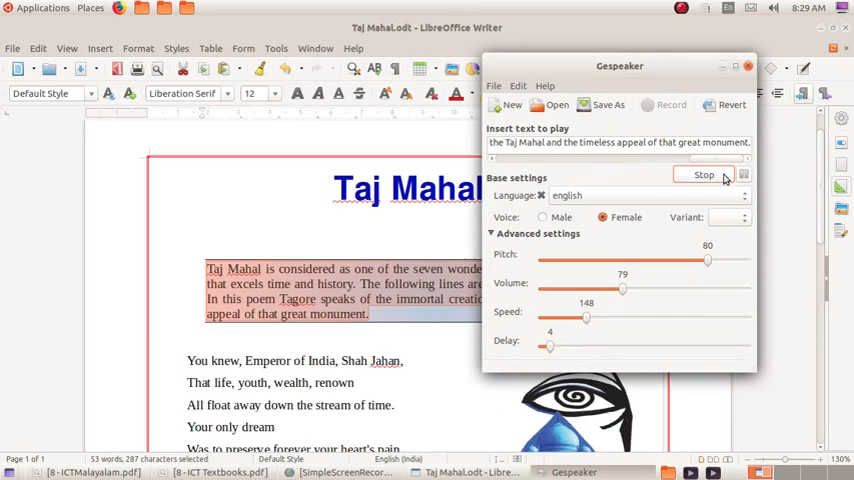 Applications Places En 8:29 AM
Taj Mahal.odt - LibreOffice Writer
File Edit View Insert Format Styles Table Form Tools Window Help
Default Style Liberation Serif 12
Gespeaker
File Edit Help
New Open Save As Record Revert
Insert text to play
the Taj Mahal and the timeless appeal of that great monument.
Stop
Base settings
Language: english
Voice: Male Female Variant:
Advanced settings
Pitch: 80
Volume: 79
Speed: 148
Delay: 4
Taj Mahal
Taj Mahal is considered as one of the seven wonde
that excels time and history. The following lines are
In this poem Tagore speaks of the immortal creatio
appeal of that great monument.
You knew, Emperor of India, Shah Jahan,
That life, youth, wealth, renown
All float away down the stream of time.
Your only dream
Was to preserve forever your heart's pain
Page 1 of 1 53 words, 287 characters selected Default Style English (India) 130%
[8 - ICTMalayalam.pdf] [8 - ICT Textbooks.pdf] [SimpleScreenRecor... Taj Mahal.odt - LibreOffice We... Gespeaker